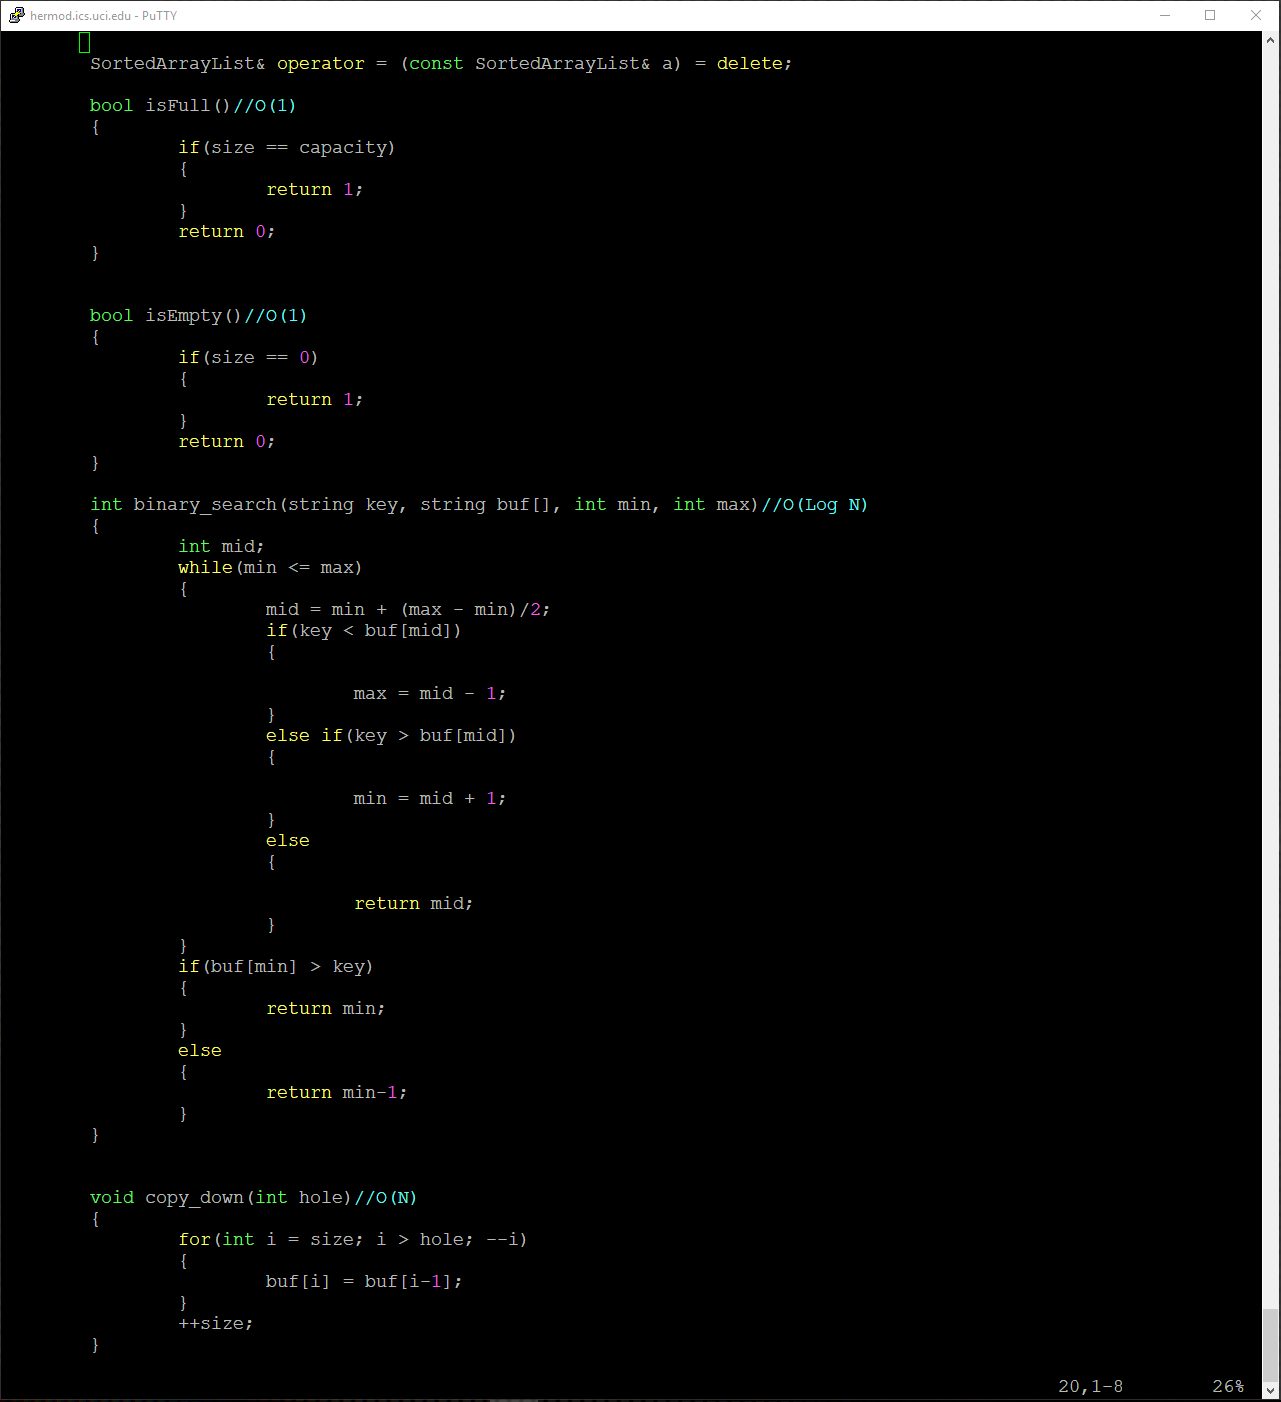 hermod.ics.uci.edu - PuTTY
SortedArrayList& operator = (const SortedArrayList& a) = delete;
bool isFull()//O(1)
{
if(size == capacity)
{
return 1;
}
return 0;
}
bool isEmpty()//O(1)
{
if(size == 0)
{
return 1;
}
return 0;
}
int binary_search(string key, string buf[], int min, int max)//O(Log N)
{
int mid;
while(min <= max)
{
mid = min + (max - min)/2;
if(key < buf[mid])
{
max = mid - 1;
}
else if(key > buf[mid])
{
min = mid + 1;
}
else
{
return mid;
}
}
if(buf[min] > key)
{
return min;
}
else
{
return min-1;
}
}
void copy_down(int hole)//O(N)
{
for(int i = size; i > hole; --i)
{
buf[i] = buf[i-1];
}
++size;
}
20,1-8 26%